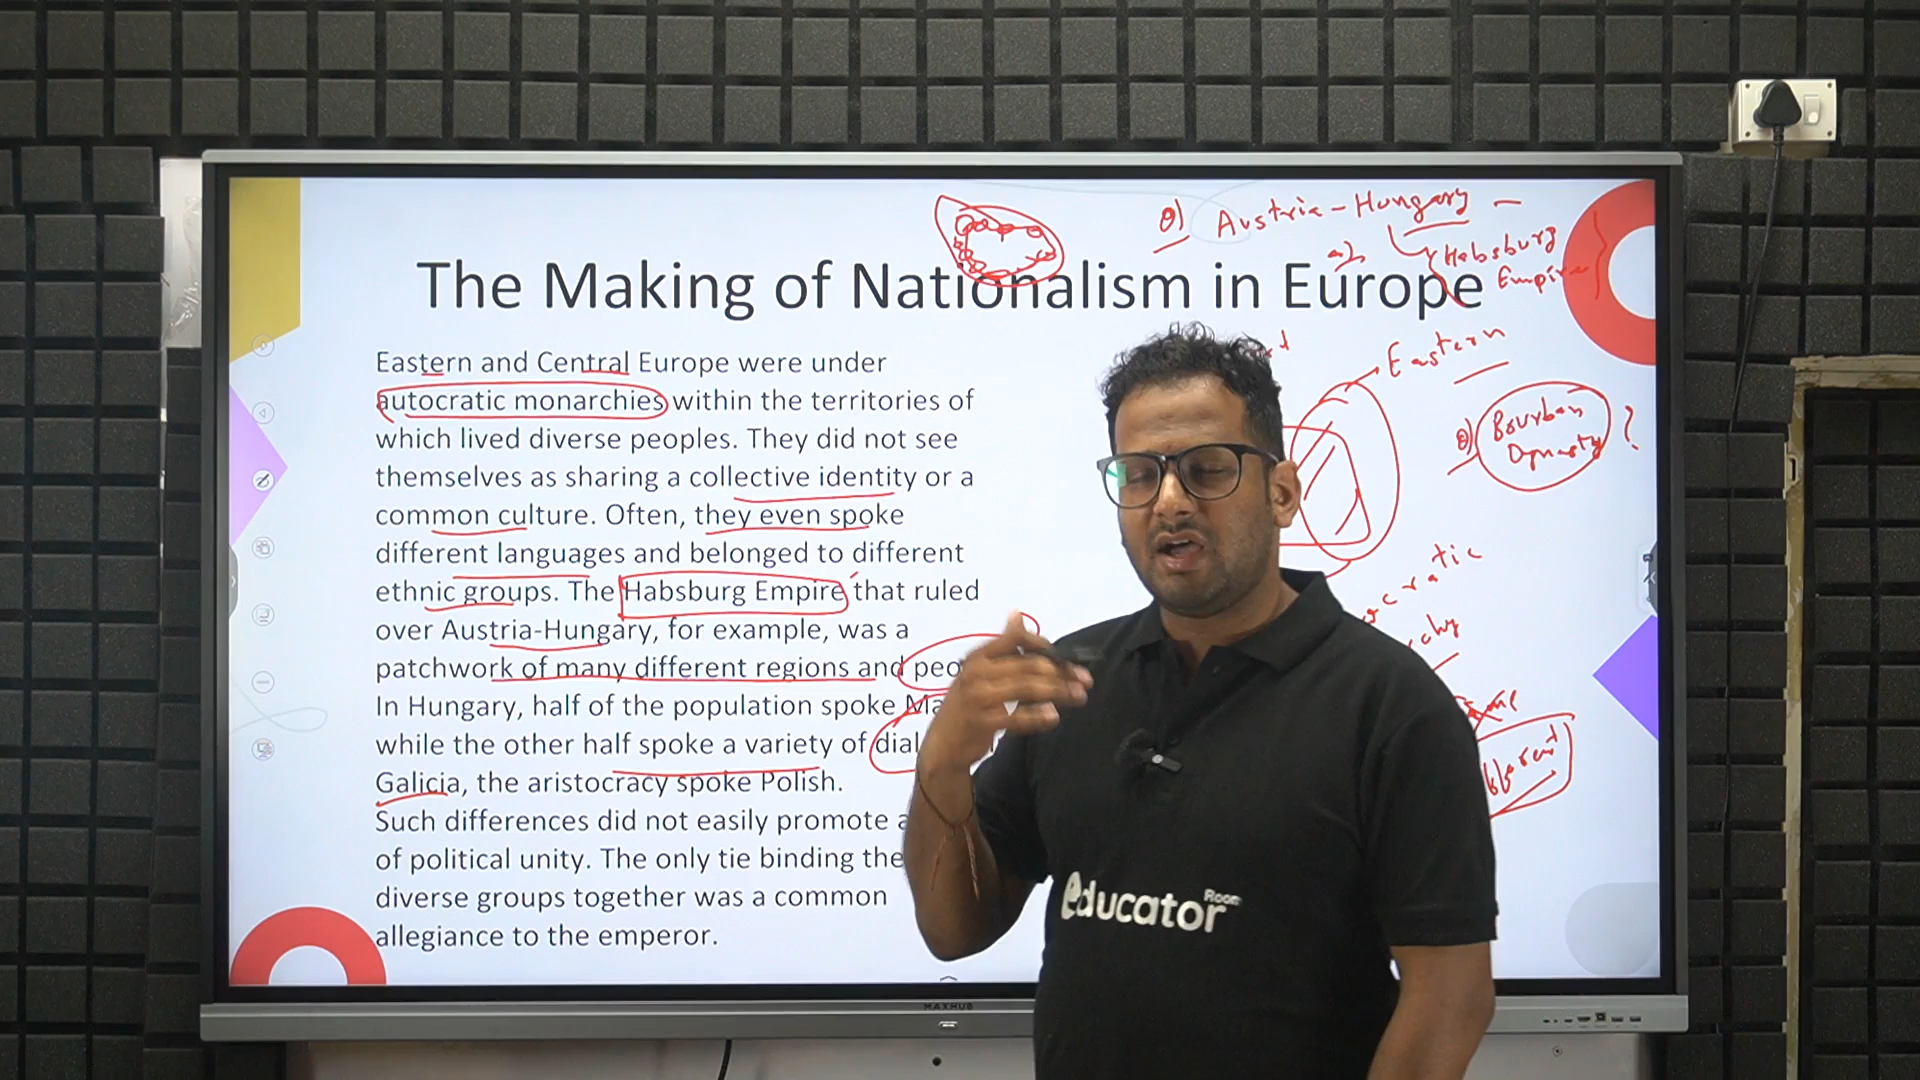 Q) Austria-Hungary -
Habsburg
Empire
The Making of Nationalism in Europe
Eastern and Central Europe were under
autocratic monarchies within the territories of
which lived diverse peoples. They did not see
themselves as sharing a collective identity or a
common culture. Often, they even spoke
different languages and belonged to different
ethnic groups. The Habsburg Empire that ruled
over Austria-Hungary, for example, was a
patchwork of many different regions and peo
In Hungary, half of the population spoke Ma
while the other half spoke a variety of dial
Galicia, the aristocracy spoke Polish.
Such differences did not easily promote a
of political unity. The only tie binding the
diverse groups together was a common
allegiance to the emperor.
Eastern
Q) Bourbon
Dynasty ?
educator
Room
MAXHUB